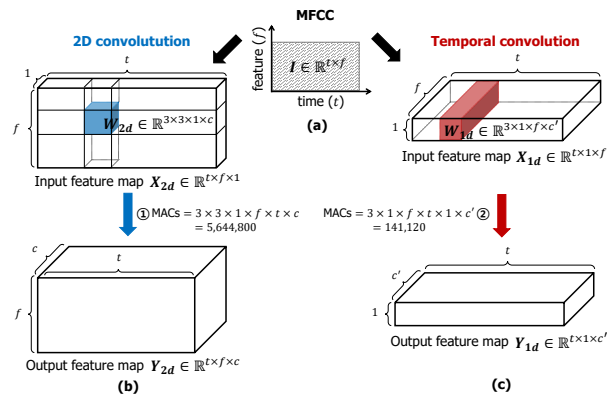 MFCC
2D convolutution
Temporal convolution
feature (f)
I ∈ ℝ^{t×f}
time (t)
(a)
1
t
f
W_{2d} ∈ ℝ^{3×3×1×c}
Input feature map X_{2d} ∈ ℝ^{t×f×1}
t
f
1
W_{1d} ∈ ℝ^{3×1×f×c′}
Input feature map X_{1d} ∈ ℝ^{t×1×f}
① MACs = 3 × 3 × 1 × f × t × c
= 5,644,800
MACs = 3 × 1 × f × t × 1 × c′ ②
= 141,120
c
t
f
Output feature map Y_{2d} ∈ ℝ^{t×f×c}
(b)
t
c′
1
Output feature map Y_{1d} ∈ ℝ^{t×1×c′}
(c)